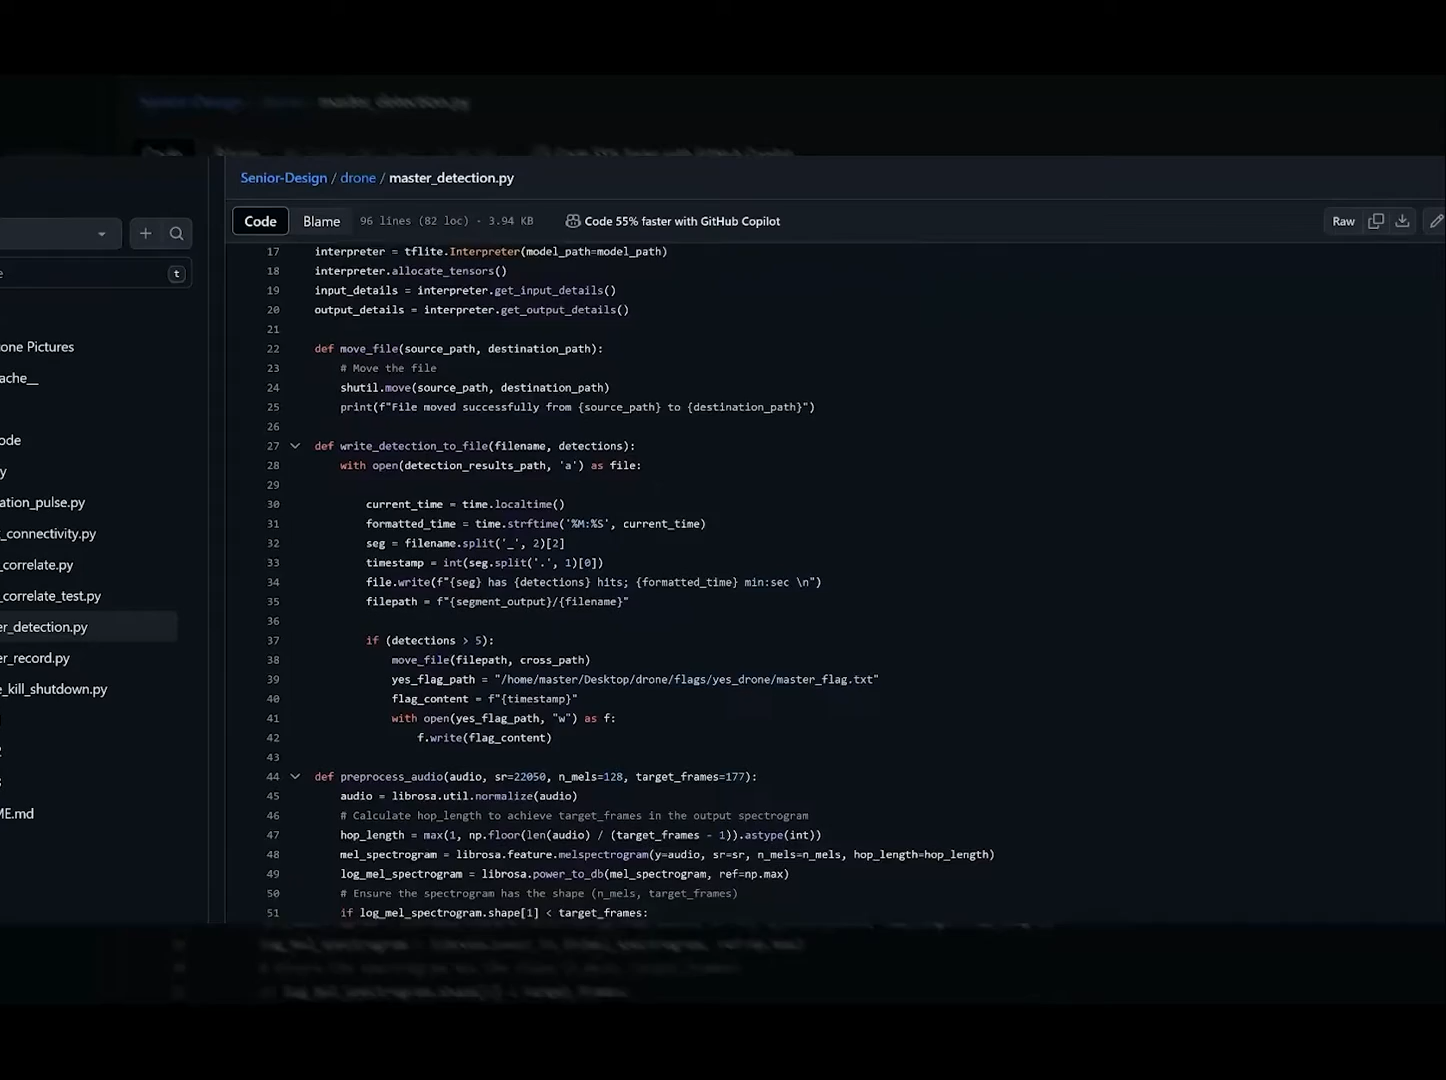 Senior-Design / drone / master_detection.py
Code Blame 96 lines (82 loc) · 3.94 KB Code 55% faster with GitHub Copilot Raw
t
one Pictures
ache__
ode
y
ation_pulse.py
_connectivity.py
_correlate.py
_correlate_test.py
er_detection.py
er_record.py
e_kill_shutdown.py
ME.md
17 interpreter = tflite.Interpreter(model_path=model_path)
18 interpreter.allocate_tensors()
19 input_details = interpreter.get_input_details()
20 output_details = interpreter.get_output_details()
21
22 def move_file(source_path, destination_path):
23 # Move the file
24 shutil.move(source_path, destination_path)
25 print(f"File moved successfully from {source_path} to {destination_path}")
26
27 def write_detection_to_file(filename, detections):
28 with open(detection_results_path, 'a') as file:
29
30 current_time = time.localtime()
31 formatted_time = time.strftime('%M:%S', current_time)
32 seg = filename.split('_', 2)[2]
33 timestamp = int(seg.split('.', 1)[0])
34 file.write(f"{seg} has {detections} hits; {formatted_time} min:sec \n")
35 filepath = f"{segment_output}/{filename}"
36
37 if (detections > 5):
38 move_file(filepath, cross_path)
39 yes_flag_path = "/home/master/Desktop/drone/flags/yes_drone/master_flag.txt"
40 flag_content = f"{timestamp}"
41 with open(yes_flag_path, "w") as f:
42 f.write(flag_content)
43
44 def preprocess_audio(audio, sr=22050, n_mels=128, target_frames=177):
45 audio = librosa.util.normalize(audio)
46 # Calculate hop_length to achieve target_frames in the output spectrogram
47 hop_length = max(1, np.floor(len(audio) / (target_frames - 1)).astype(int))
48 mel_spectrogram = librosa.feature.melspectrogram(y=audio, sr=sr, n_mels=n_mels, hop_length=hop_length)
49 log_mel_spectrogram = librosa.power_to_db(mel_spectrogram, ref=np.max)
50 # Ensure the spectrogram has the shape (n_mels, target_frames)
51 if log_mel_spectrogram.shape[1] < target_frames: